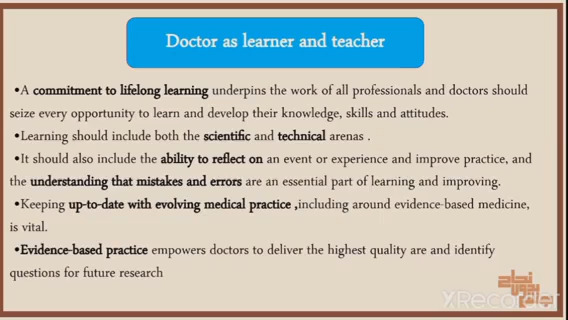 Doctor as learner and teacher
•A commitment to lifelong learning underpins the work of all professionals and doctors should
seize every opportunity to learn and develop their knowledge, skills and attitudes.
•Learning should include both the scientific and technical arenas .
•It should also include the ability to reflect on an event or experience and improve practice, and
the understanding that mistakes and errors are an essential part of learning and improving.
•Keeping up-to-date with evolving medical practice ,including around evidence-based medicine,
is vital.
•Evidence-based practice empowers doctors to deliver the highest quality are and identify
questions for future research
XRecorder